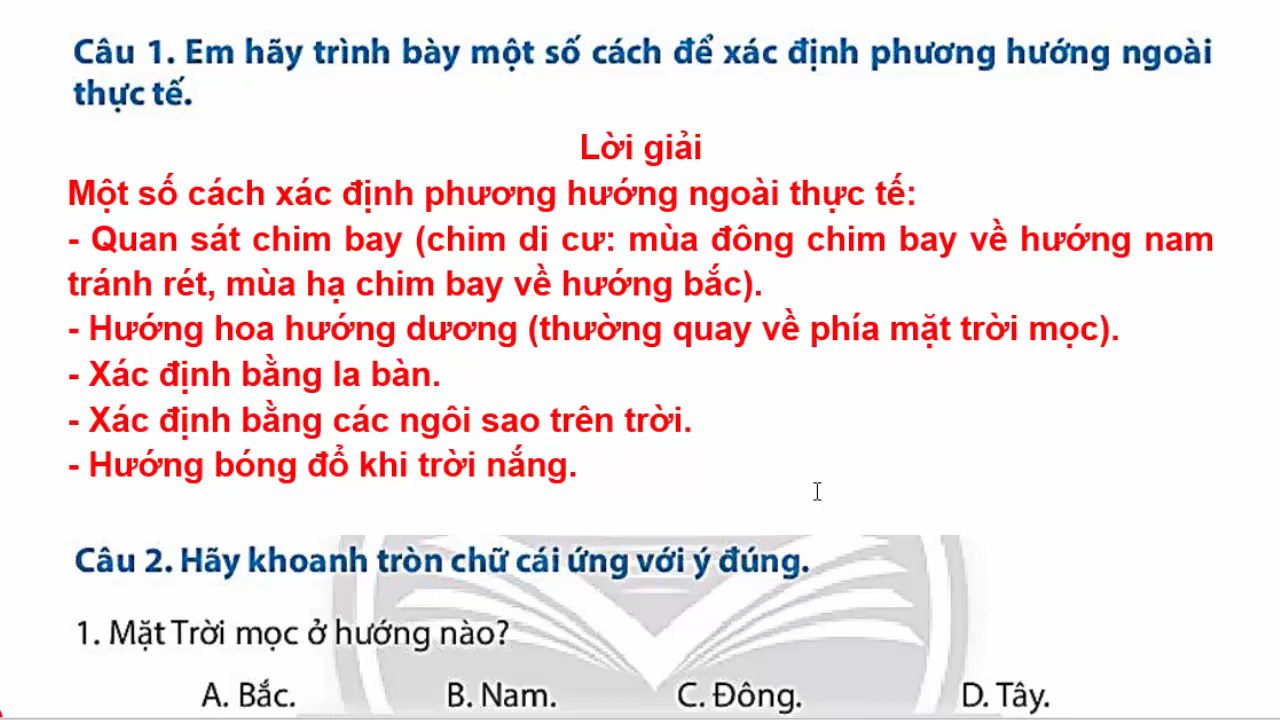 Câu 1. Em hãy trình bày một số cách để xác định phương hướng ngoài
thực tế.
Lời giải
Một số cách xác định phương hướng ngoài thực tế:
- Quan sát chim bay (chim di cư: mùa đông chim bay về hướng nam
tránh rét, mùa hạ chim bay về hướng bắc).
- Hướng hoa hướng dương (thường quay về phía mặt trời mọc).
- Xác định bằng la bàn.
- Xác định bằng các ngôi sao trên trời.
- Hướng bóng đổ khi trời nắng.
Câu 2. Hãy khoanh tròn chữ cái ứng với ý đúng.
1. Mặt Trời mọc ở hướng nào?
A. Bắc. B. Nam. C. Đông. D. Tây.